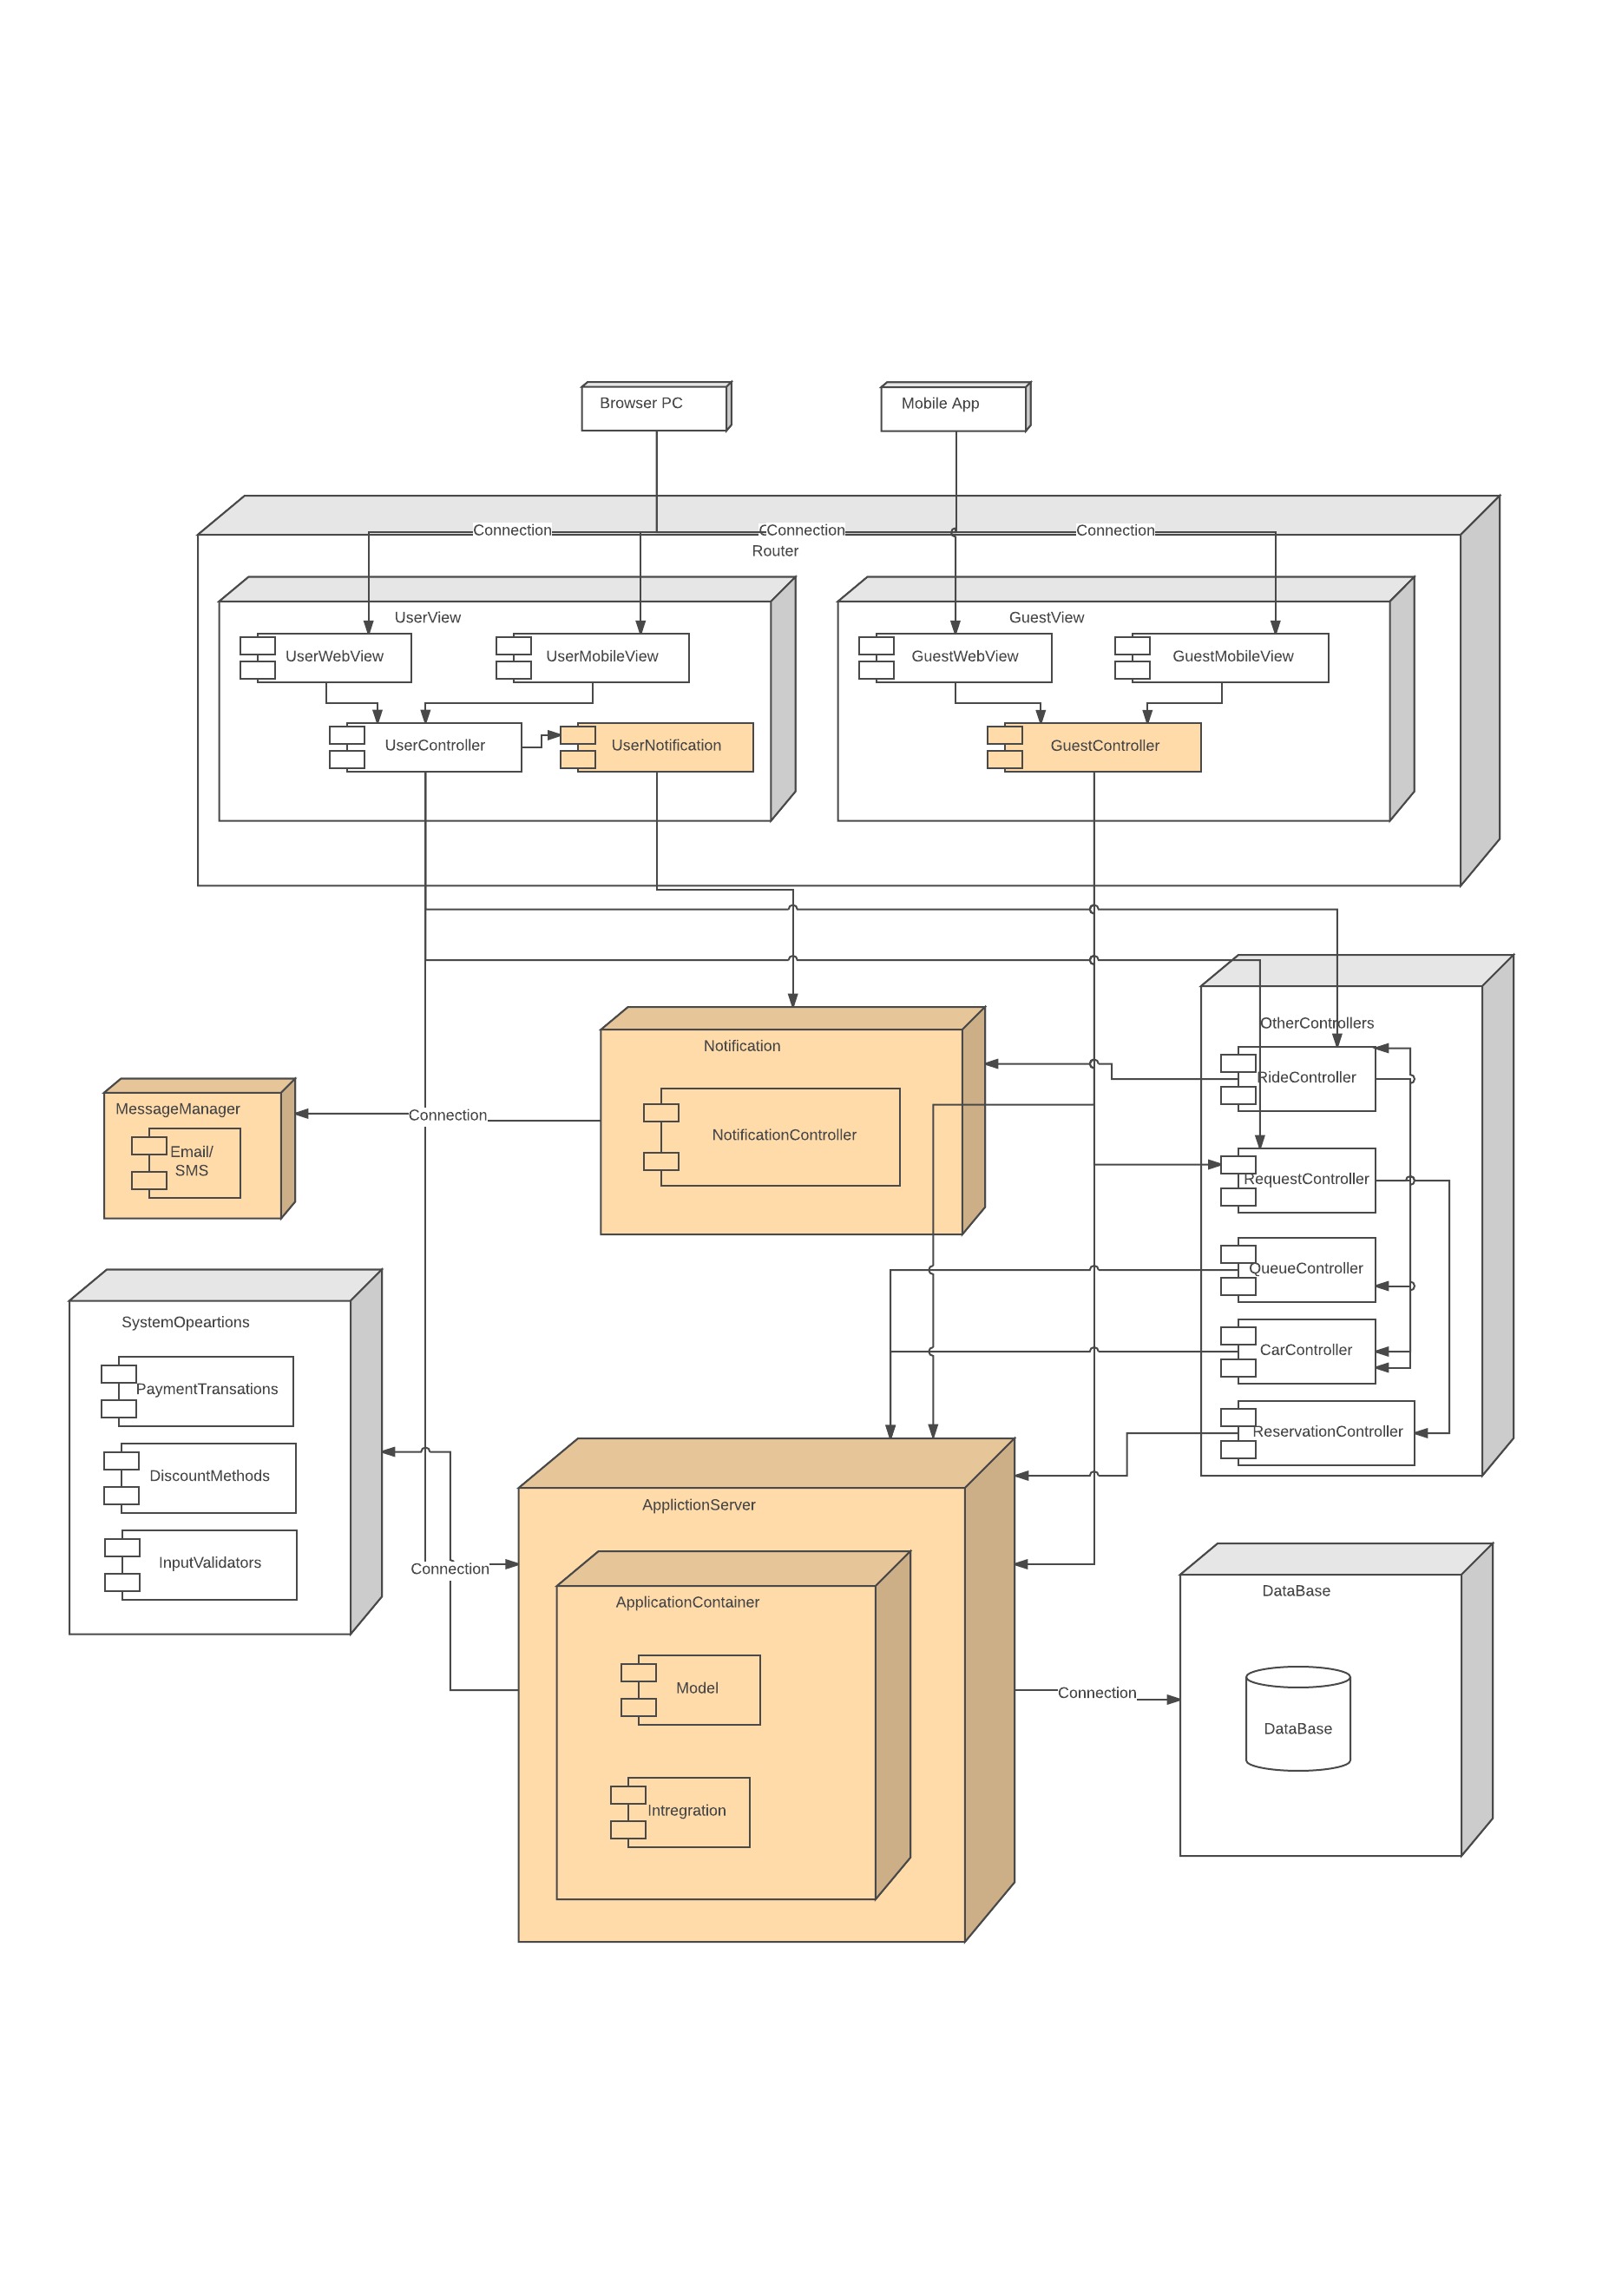 Browser PC
Mobile App
Connection
Connection
Connection
Router
UserView
GuestView
UserWebView
UserMobileView
GuestWebView
GuestMobileView
UserController
UserNotification
GuestController
OtherControllers
Notification
RideController
MessageManager
Connection
NotificationController
Email/
SMS
RequestController
QueueController
SystemOpeartions
CarController
PaymentTransations
ReservationController
DiscountMethods
ApplictionServer
InputValidators
Connection
DataBase
ApplicationContainer
Model
Connection
DataBase
Intregration